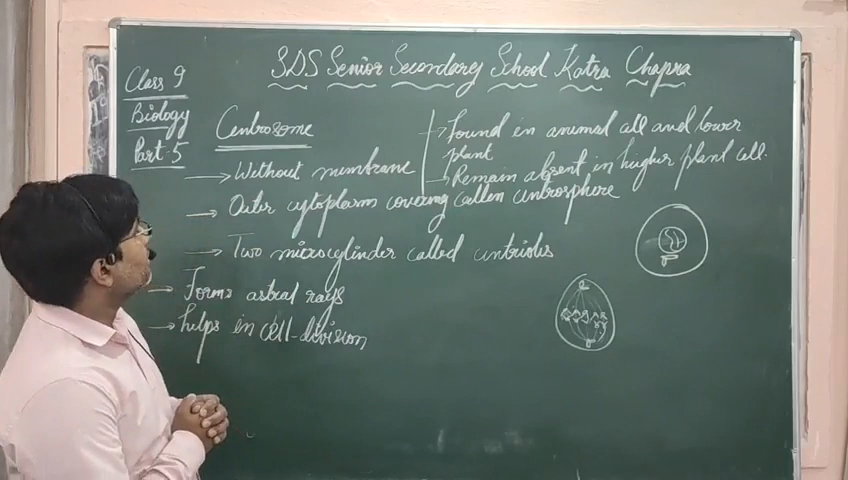 SDS Senior Secondary School Katra Chapra
Class 9
Biology
Part-5
Centrosome
→ Without membrane
→ Outer cytoplasm covering callen centrosphere
→ Two microcylinder called centrioles
→ Forms astral rays
→ helps in cell-division
→ Found in animal cell and lower
plant
→ Remain absent in higher plant cell.